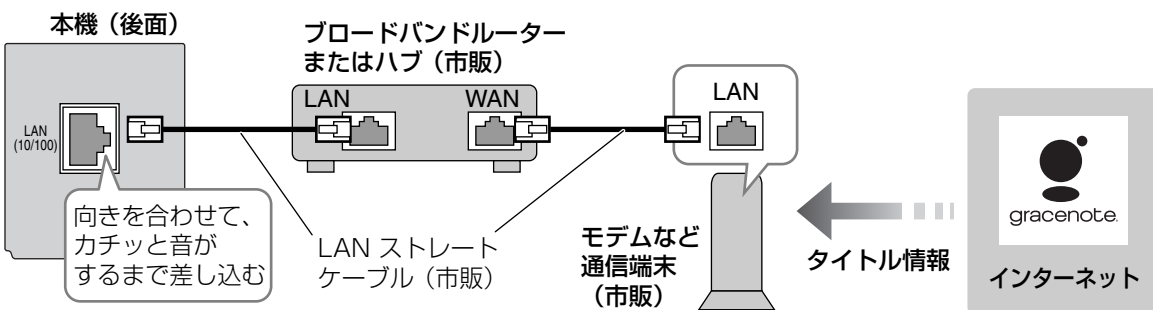 本機（後面）
LAN
(10/100)
向きを合わせて、
カチッと音が
するまで差し込む
ブロードバンドルーター
またはハブ（市販）
LAN
WAN
LAN ストレート
ケーブル（市販）
LAN
モデムなど
通信端末
（市販）
タイトル情報
gracenote.
インターネット